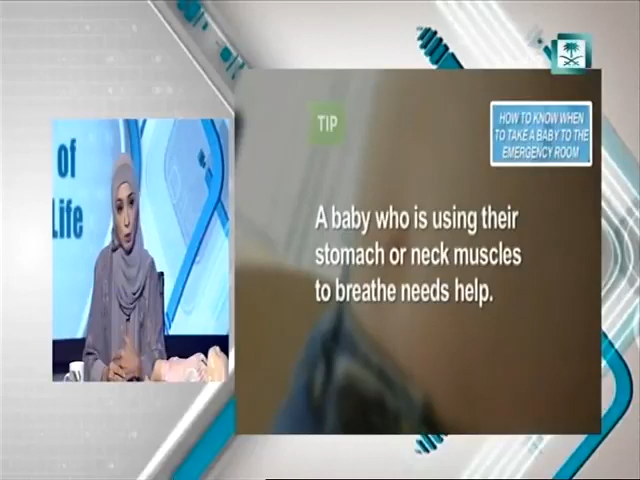 of
Life
TIP
HOW TO KNOW WHEN
TO TAKE A BABY TO THE
EMERGENCY ROOM
A baby who is using their
stomach or neck muscles
to breathe needs help.